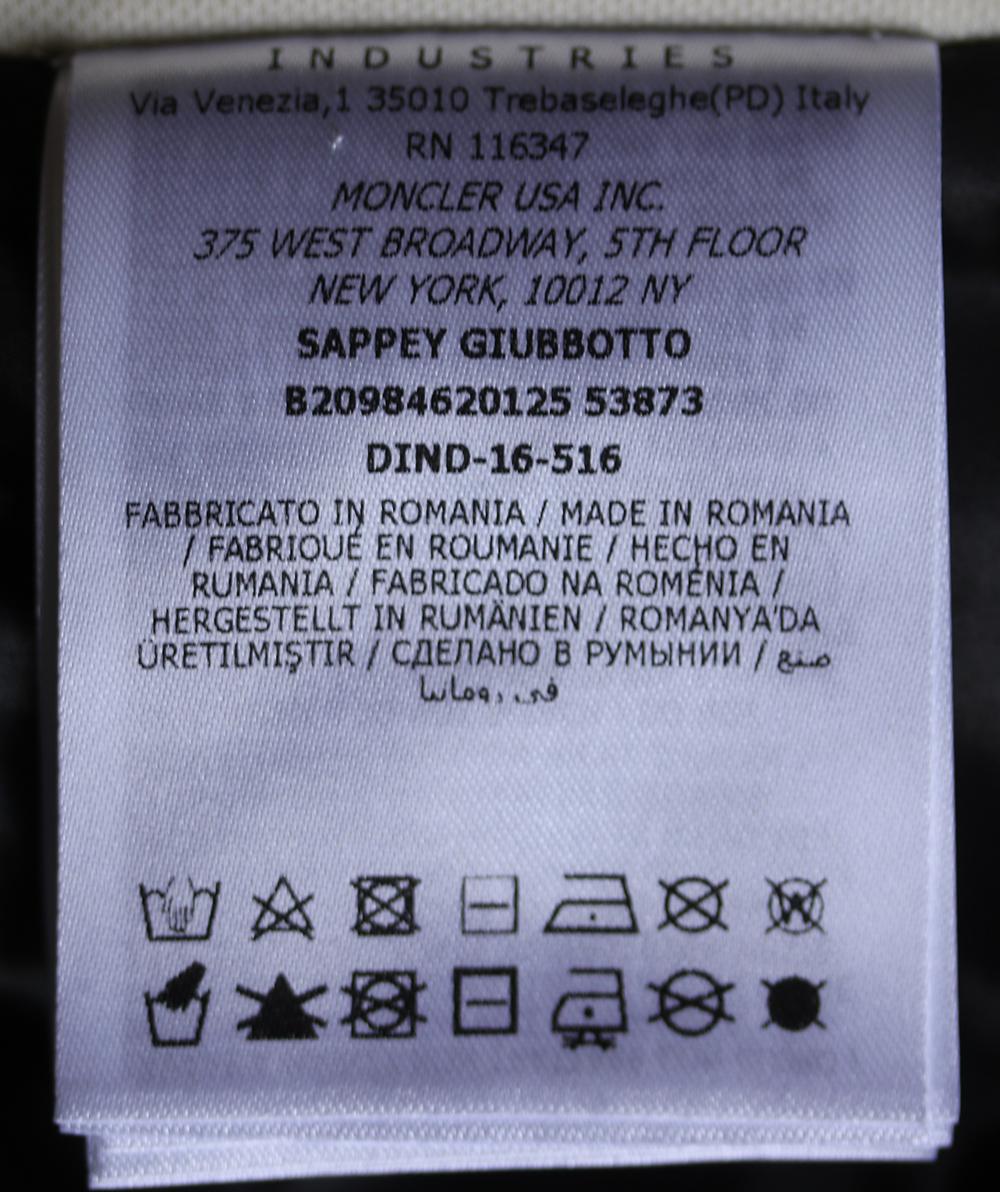 INDUSTRIES
Via Venezia,1 35010 Trebaseleghe(PD) Italy
RN 116347
MONCLER USA INC.
375 WEST BROADWAY, 5TH FLOOR
NEW YORK, 10012 NY
SAPPEY GIUBBOTTO
B20984620125 53873
DIND-16-516
FABBRICATO IN ROMANIA / MADE IN ROMANIA
/ FABRIQUÉ EN ROUMANIE / HECHO EN
RUMANIA / FABRICADO NA ROMÊNIA /
HERGESTELLT IN RUMÄNIEN / ROMANYA'DA
ÜRETILMIŞTIR / СДЕЛАНО В РУМЫНИИ / صنع
في رومانيا
W